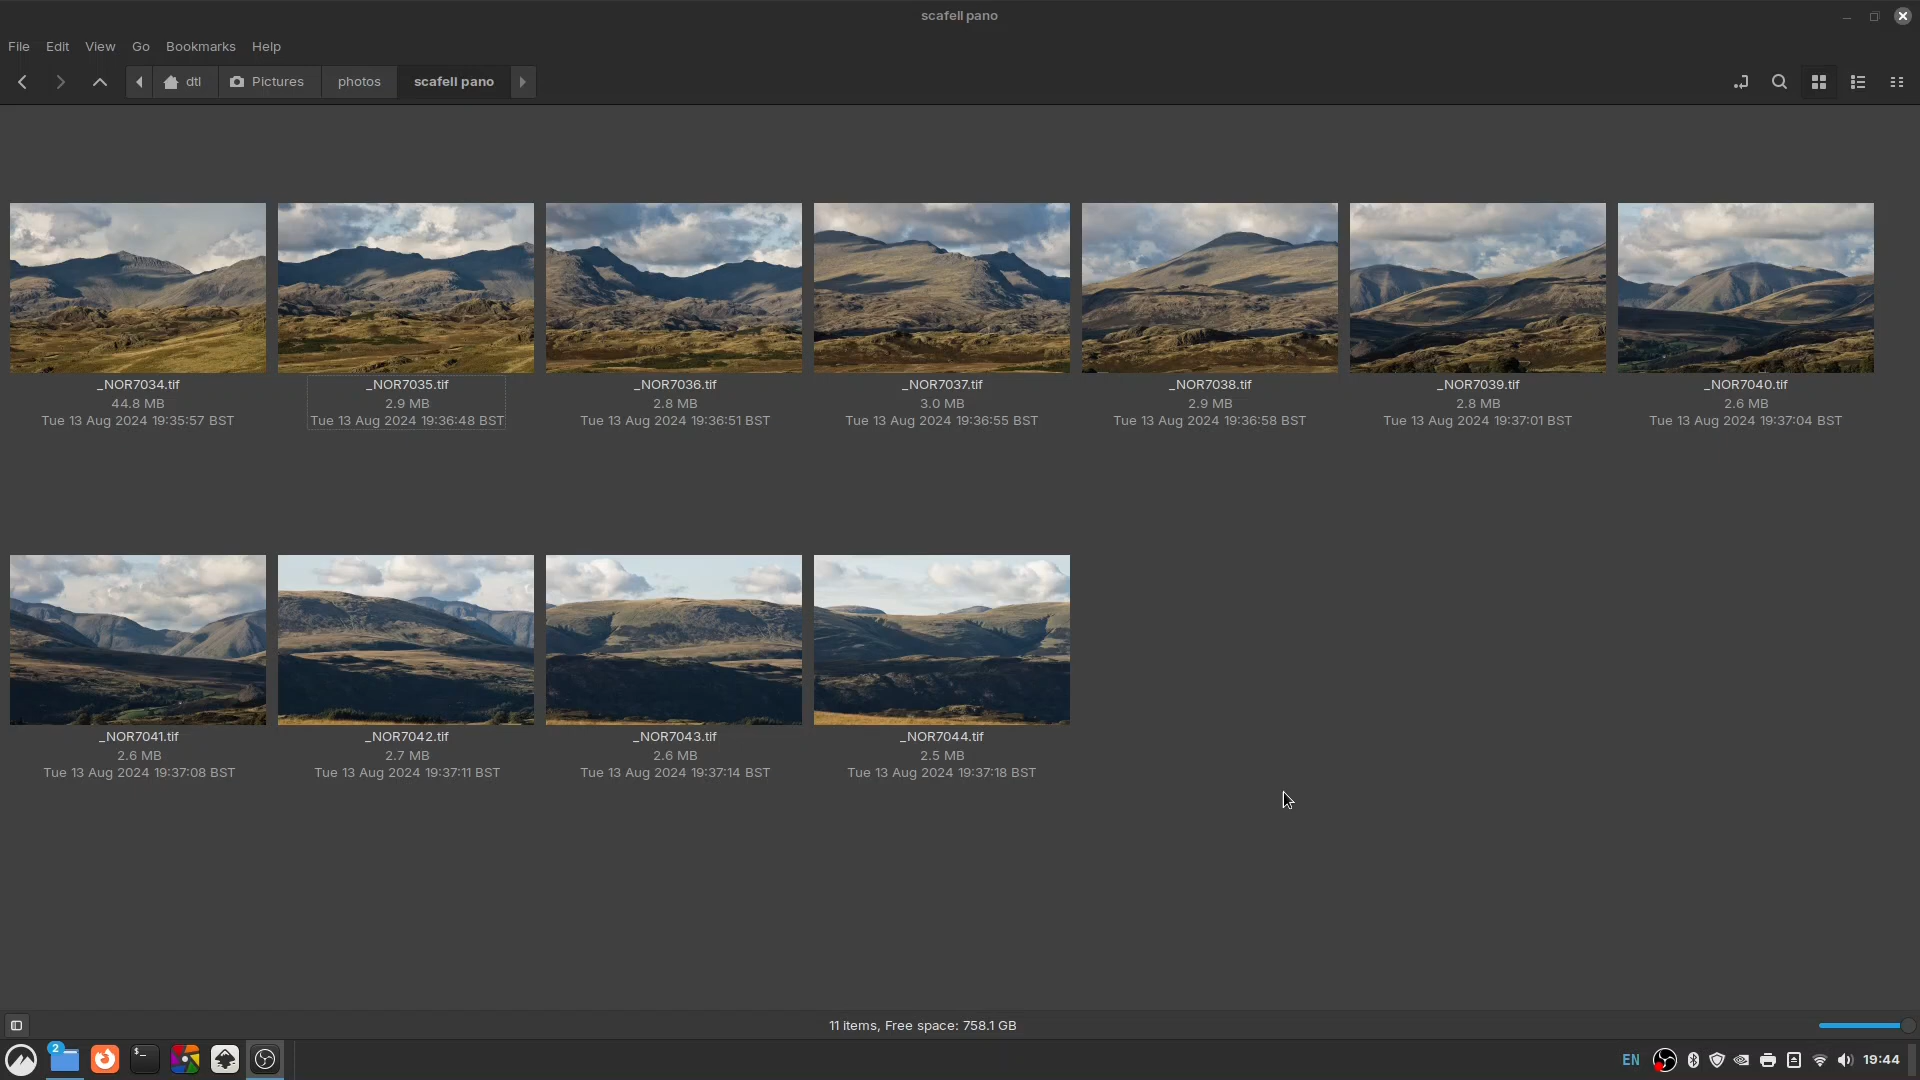 scafell pano
File Edit View Go Bookmarks Help
dtl Pictures photos scafell pano
_NOR7034.tif
44.8 MB
Tue 13 Aug 2024 19:35:57 BST
_NOR7035.tif
2.9 MB
Tue 13 Aug 2024 19:36:48 BST
_NOR7036.tif
2.8 MB
Tue 13 Aug 2024 19:36:51 BST
_NOR7037.tif
3.0 MB
Tue 13 Aug 2024 19:36:55 BST
_NOR7038.tif
2.9 MB
Tue 13 Aug 2024 19:36:58 BST
_NOR7039.tif
2.8 MB
Tue 13 Aug 2024 19:37:01 BST
_NOR7040.tif
2.6 MB
Tue 13 Aug 2024 19:37:04 BST
_NOR7041.tif
2.6 MB
Tue 13 Aug 2024 19:37:08 BST
_NOR7042.tif
2.7 MB
Tue 13 Aug 2024 19:37:11 BST
_NOR7043.tif
2.6 MB
Tue 13 Aug 2024 19:37:14 BST
_NOR7044.tif
2.5 MB
Tue 13 Aug 2024 19:37:18 BST
11 items, Free space: 758.1 GB
2 $_ EN 19:44